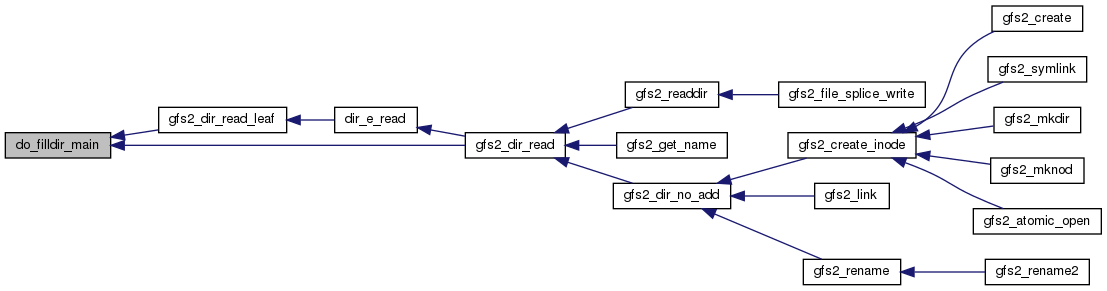 do_filldir_main
gfs2_dir_read_leaf
dir_e_read
gfs2_dir_read
gfs2_readdir
gfs2_file_splice_write
gfs2_get_name
gfs2_dir_no_add
gfs2_create_inode
gfs2_create
gfs2_symlink
gfs2_mkdir
gfs2_mknod
gfs2_atomic_open
gfs2_link
gfs2_rename
gfs2_rename2